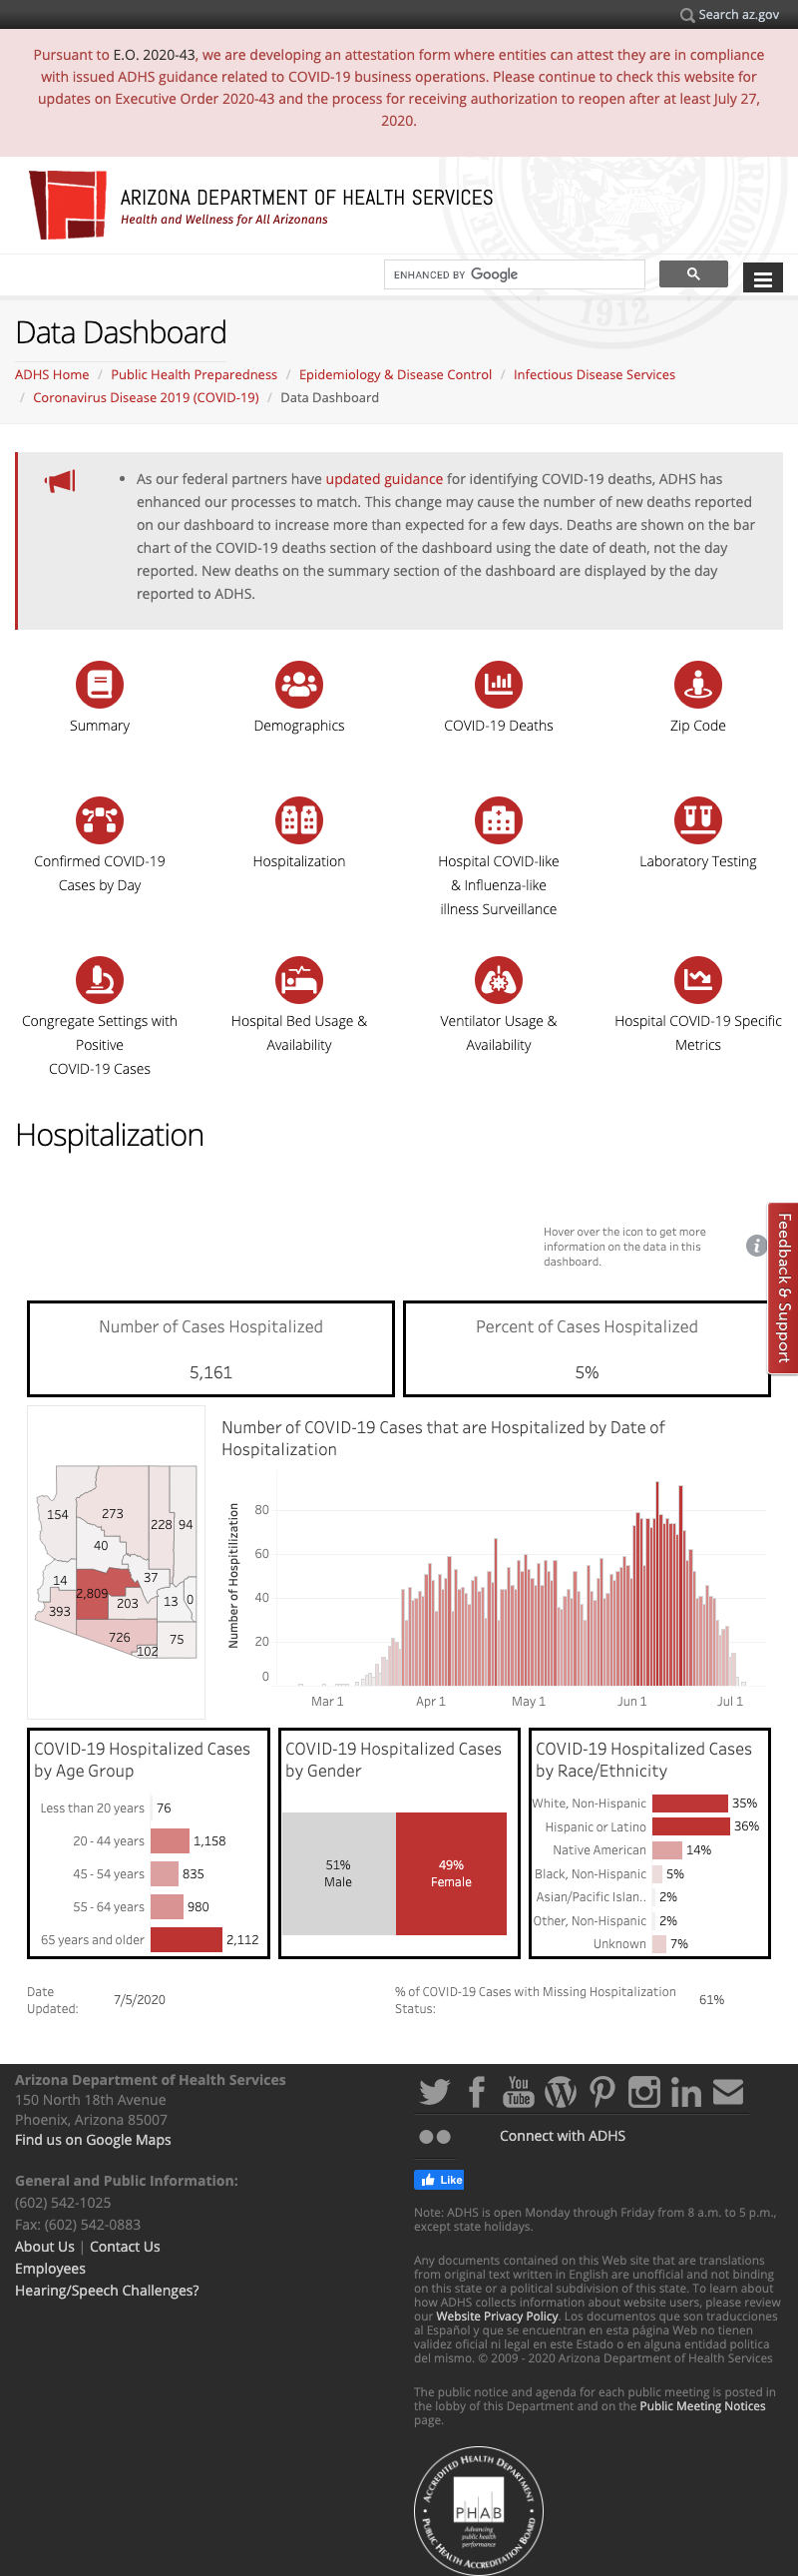 Search az.gov
Pursuant to E.O. 2020-43, we are developing an attestation form where entities can attest they are in compliance
with issued ADHS guidance related to COVID-19 business operations. Please continue to check this website for
updates on Executive Order 2020-43 and the process for receiving authorization to reopen after at least July 27,
2020.
ARIZONA DEPARTMENT OF HEALTH SERVICES
Health and Wellness for All Arizonans
ENHANCED BY Google
1912
Data Dashboard
ADHS Home / Public Health Preparedness / Epidemiology & Disease Control / Infectious Disease Services
/ Coronavirus Disease 2019 (COVID-19) / Data Dashboard
• As our federal partners have updated guidance for identifying COVID-19 deaths, ADHS has
enhanced our processes to match. This change may cause the number of new deaths reported
on our dashboard to increase more than expected for a few days. Deaths are shown on the bar
chart of the COVID-19 deaths section of the dashboard using the date of death, not the day
reported. New deaths on the summary section of the dashboard are displayed by the day
reported to ADHS.
Summary
Demographics
COVID-19 Deaths
Zip Code
Confirmed COVID-19
Cases by Day
Hospitalization
Hospital COVID-like
& Influenza-like
illness Surveillance
Laboratory Testing
Congregate Settings with
Positive
COVID-19 Cases
Hospital Bed Usage &
Availability
Ventilator Usage &
Availability
Hospital COVID-19 Specific
Metrics
Hospitalization
Hover over the icon to get more
information on the data in this
dashboard.
i
Feedback & Support
Number of Cases Hospitalized
5,161
Percent of Cases Hospitalized
5%
154
273
228
94
40
14
37
2,809
393
203
13
0
726
102
75
Number of COVID-19 Cases that are Hospitalized by Date of
Hospitalization
Number of Hospitilization
80
60
40
20
0
Mar 1
Apr 1
May 1
Jun 1
Jul 1
COVID-19 Hospitalized Cases
by Age Group
Less than 20 years 76
20 - 44 years 1,158
45 - 54 years 835
55 - 64 years 980
65 years and older 2,112
COVID-19 Hospitalized Cases
by Gender
51%
Male
49%
Female
COVID-19 Hospitalized Cases
by Race/Ethnicity
White, Non-Hispanic 35%
Hispanic or Latino 36%
Native American 14%
Black, Non-Hispanic 5%
Asian/Pacific Islan.. 2%
Other, Non-Hispanic 2%
Unknown 7%
Date
Updated:
7/5/2020
% of COVID-19 Cases with Missing Hospitalization
Status:
61%
Arizona Department of Health Services
150 North 18th Avenue
Phoenix, Arizona 85007
Find us on Google Maps
General and Public Information:
(602) 542-1025
Fax: (602) 542-0883
About Us | Contact Us
Employees
Hearing/Speech Challenges?
You
Tube
Connect with ADHS
Like
Note: ADHS is open Monday through Friday from 8 a.m. to 5 p.m.,
except state holidays.
Any documents contained on this Web site that are translations
from original text written in English are unofficial and not binding
on this state or a political subdivision of this state. To learn about
how ADHS collects information about website users, please review
our Website Privacy Policy. Los documentos que son traducciones
al Español y que se encuentran en esta página Web no tienen
validez oficial ni legal en este Estado o en alguna entidad política
del mismo. © 2009 - 2020 Arizona Department of Health Services
The public notice and agenda for each public meeting is posted in
the lobby of this Department and on the Public Meeting Notices
page.
ACCREDITED HEALTH DEPARTMENT
PHAB
Advancing
public health
performance
PUBLIC HEALTH ACCREDITATION BOARD